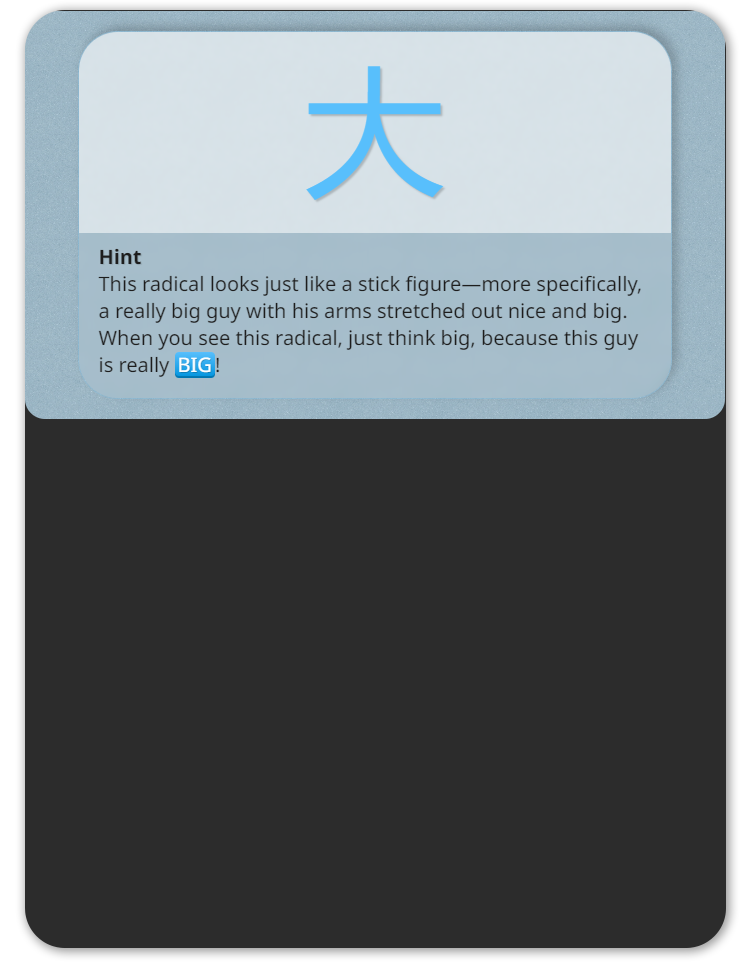 大
Hint
This radical looks just like a stick figure—more specifically,
a really big guy with his arms stretched out nice and big.
When you see this radical, just think big, because this guy
is really BIG!